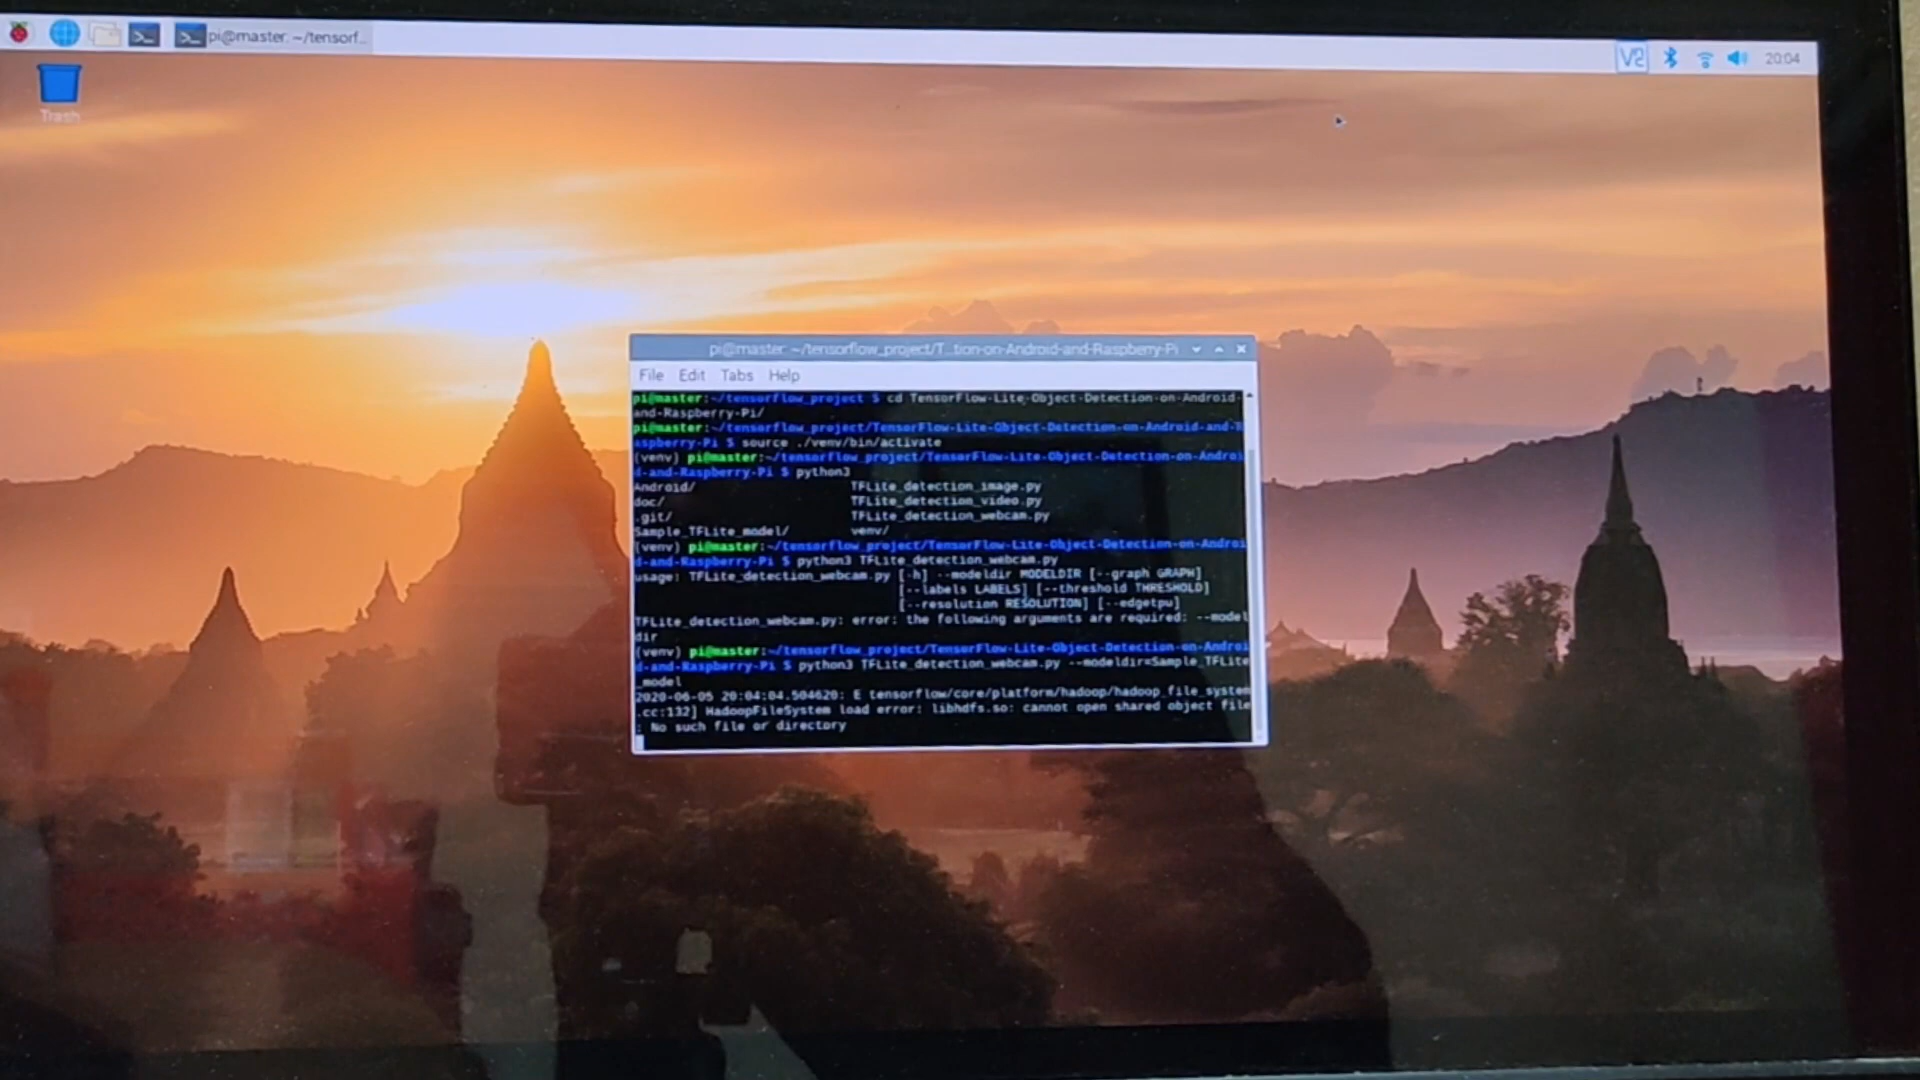 pi@master: ~/tensorf...
V2
20:04
Trash
pi@master: ~/tensorflow_project/T...tion-on-Android-and-Raspberry-Pi
File Edit Tabs Help
pi@master:~/tensorflow_project $ cd TensorFlow-Lite-Object-Detection-on-Android-
and-Raspberry-Pi/
pi@master:~/tensorflow_project/TensorFlow-Lite-Object-Detection-on-Android-and-R
aspberry-Pi $ source ./venv/bin/activate
(venv) pi@master:~/tensorflow_project/TensorFlow-Lite-Object-Detection-on-Androi
d-and-Raspberry-Pi $ python3
Android/ TFLite_detection_image.py
doc/ TFLite_detection_video.py
.git/ TFLite_detection_webcam.py
Sample_TFLite_model/ venv/
(venv) pi@master:~/tensorflow_project/TensorFlow-Lite-Object-Detection-on-Androi
d-and-Raspberry-Pi $ python3 TFLite_detection_webcam.py
usage: TFLite_detection_webcam.py [-h] --modeldir MODELDIR [--graph GRAPH]
[--labels LABELS] [--threshold THRESHOLD]
[--resolution RESOLUTION] [--edgetpu]
TFLite_detection_webcam.py: error: the following arguments are required: --model
dir
(venv) pi@master:~/tensorflow_project/TensorFlow-Lite-Object-Detection-on-Androi
d-and-Raspberry-Pi $ python3 TFLite_detection_webcam.py --modeldir=Sample_TFLite
_model
2020-06-05 20:04:04.504620: E tensorflow/core/platform/hadoop/hadoop_file_system
.cc:132] HadoopFileSystem load error: libhdfs.so: cannot open shared object file
: No such file or directory